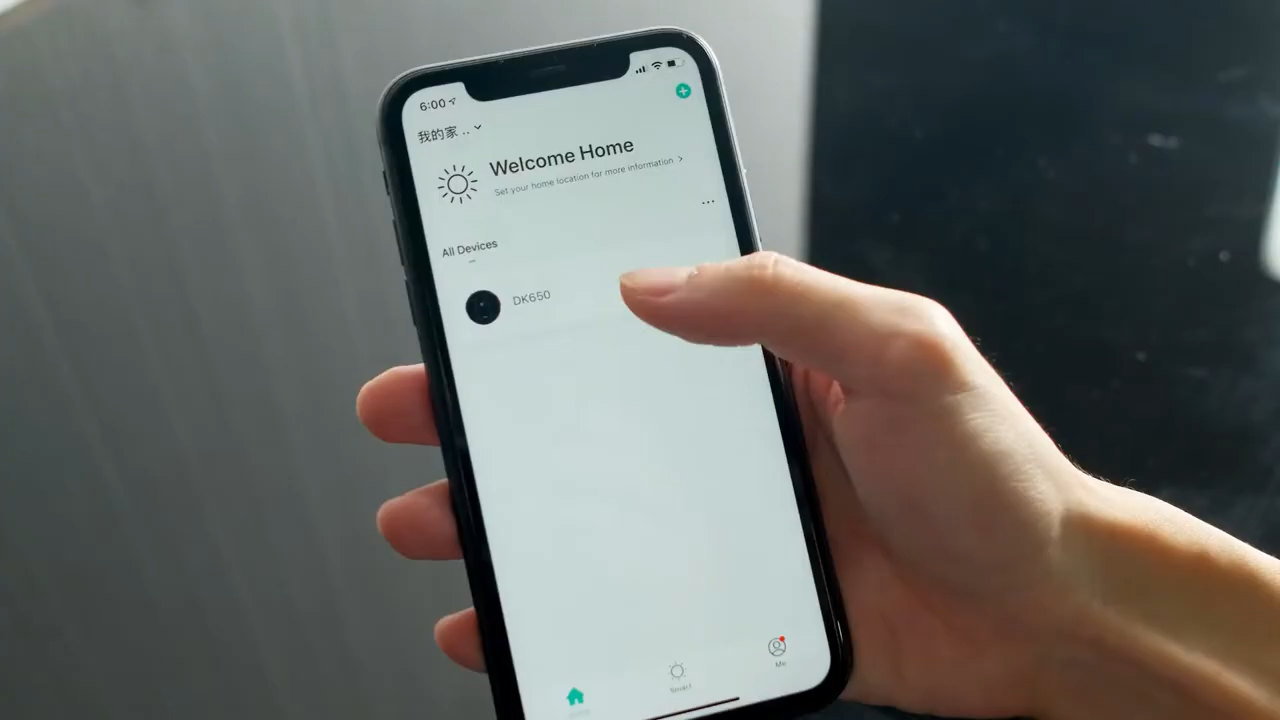 6:00
我的家 ..
Welcome Home
Set your home location for more information
All Devices
DK650
Smart
Me